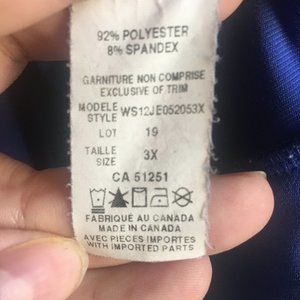 92% POLYESTER
8% SPANDEX
GARNITURE NON COMPRISE
EXCLUSIVE OF TRIM
MODELE
STYLE WS12JE052053X
LOT 19
TAILLE
SIZE 3X
CA 51251
FABRIQUE AU CANADA
MADE IN CANADA
AVEC PIECES IMPORTES
WITH IMPORTED PARTS